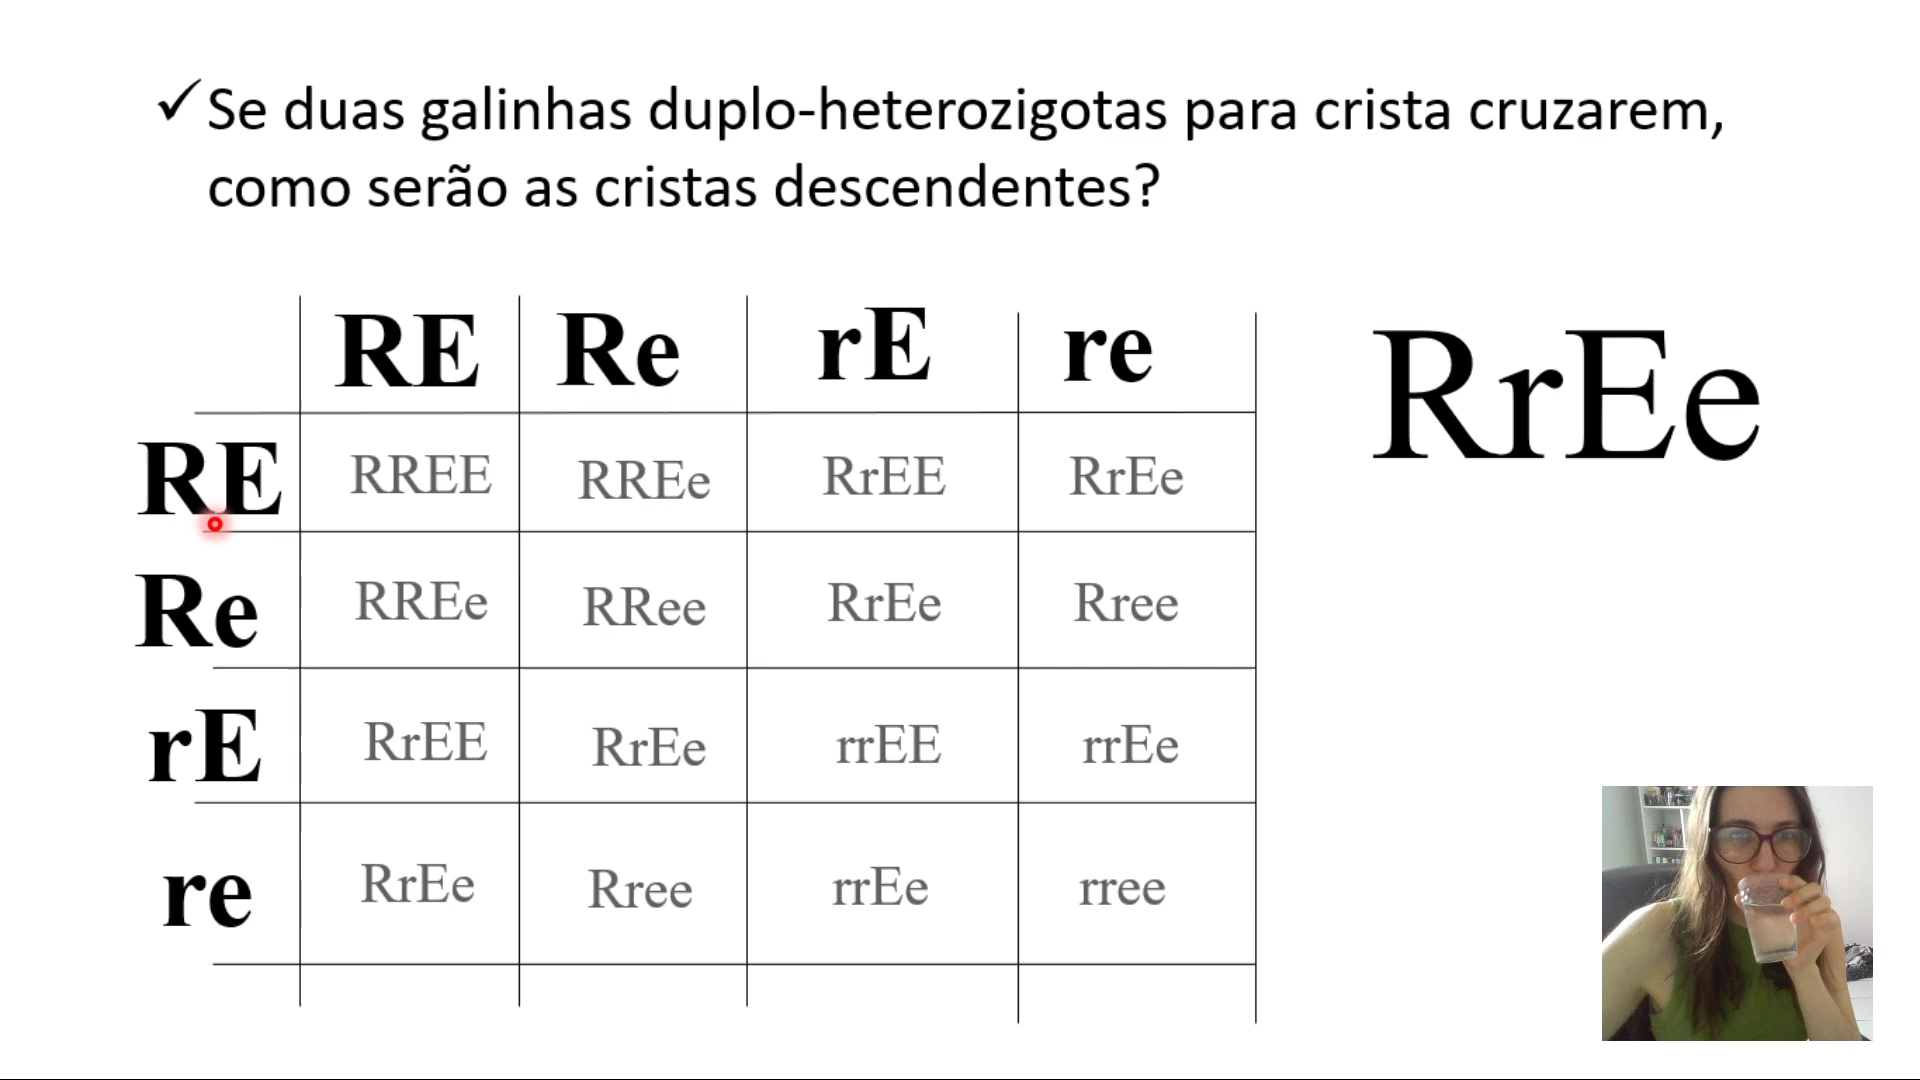 ✓Se duas galinhas duplo-heterozigotas para crista cruzarem,
como serão as cristas descendentes?
RE Re rE re
RrEe
RE RREE RREe RrEE RrEe
Re RREe RRee RrEe Rree
rE RrEE RrEe rrEE rrEe
re RrEe Rree rrEe rree